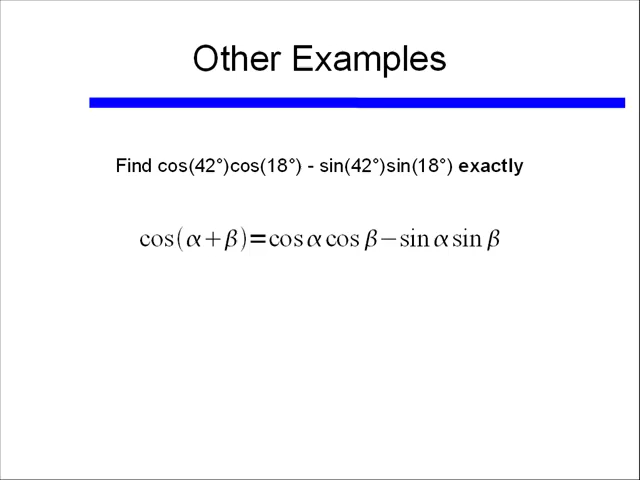 Other Examples
Find cos(42°)cos(18°) - sin(42°)sin(18°) exactly
cos(α+β)=cos α cos β−sin α sin β